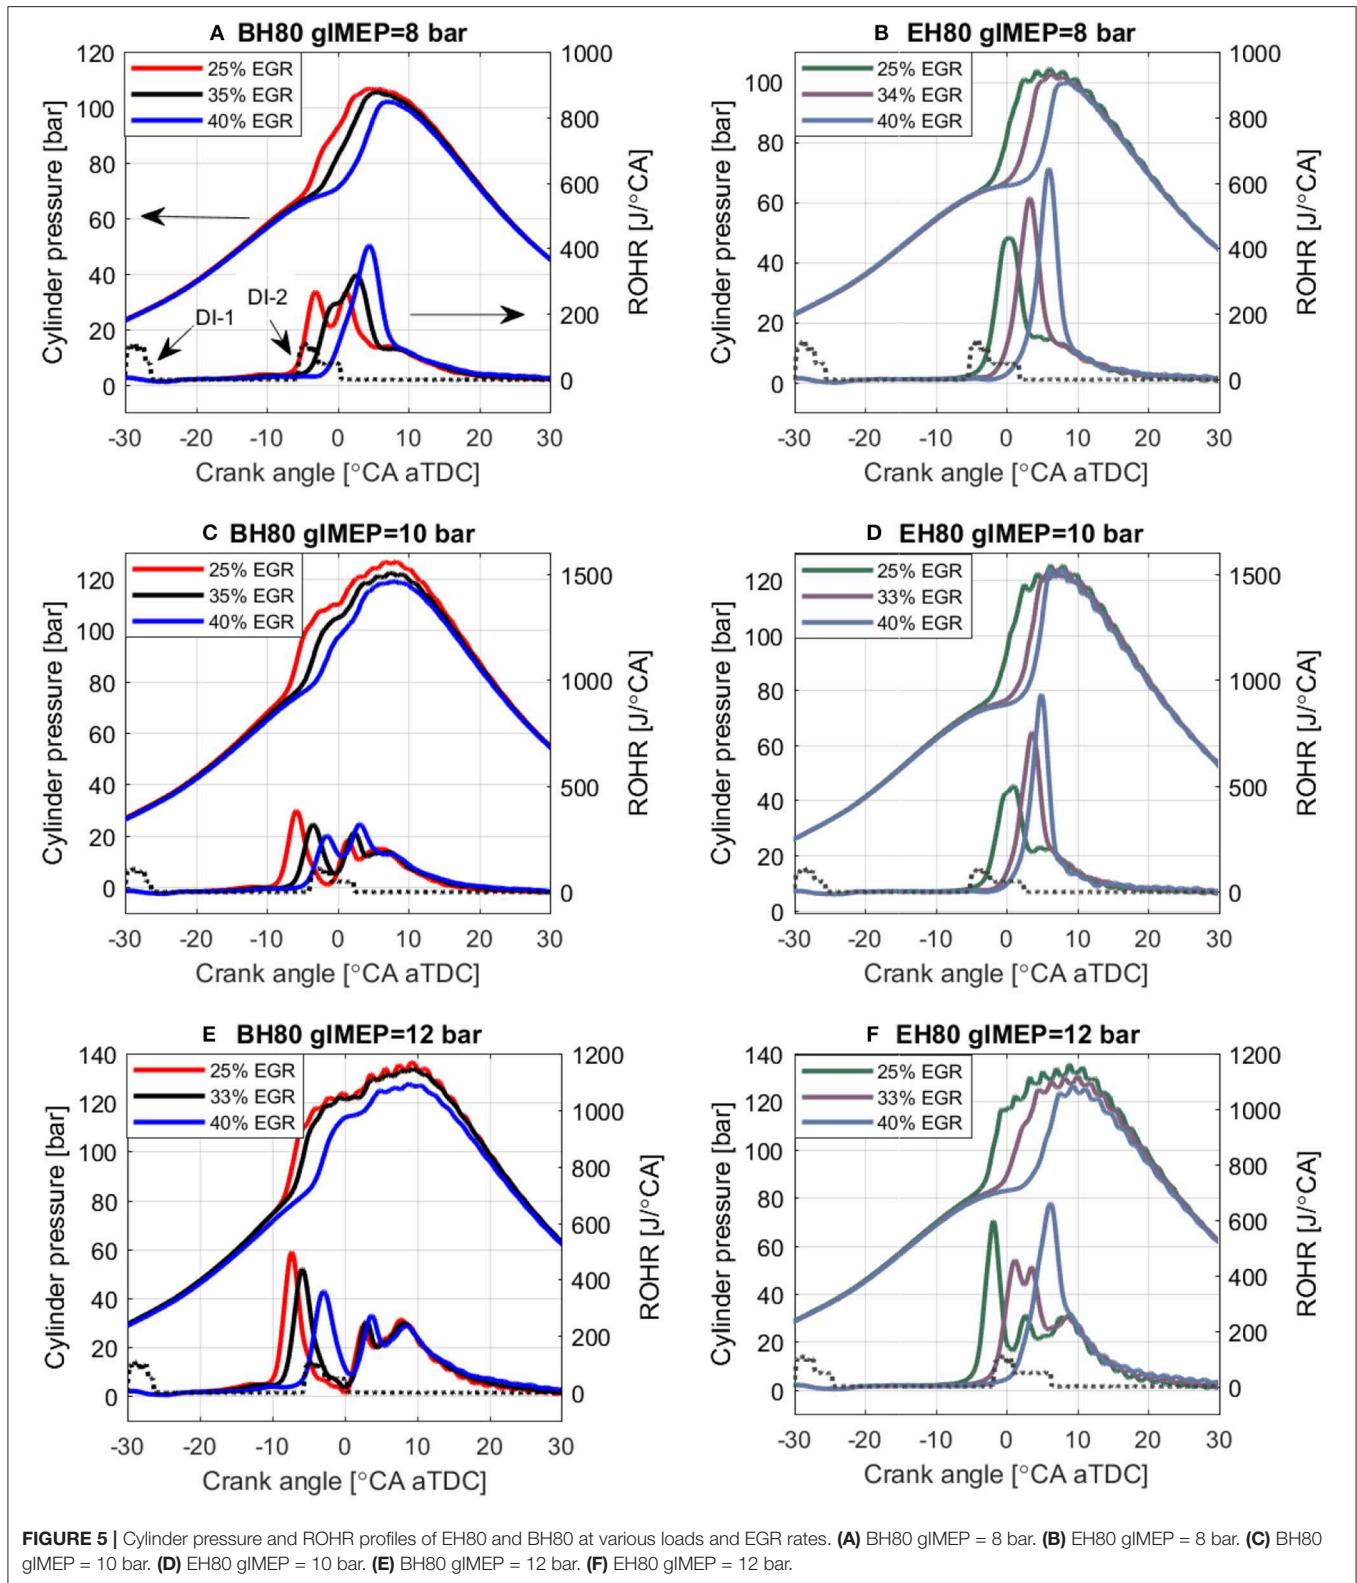 A BH80 gIMEP=8 bar
120
100
80
60
40
20
0
Cylinder pressure [bar]
25% EGR
35% EGR
40% EGR
DI-1
DI-2
1000
800
600
400
200
0
ROHR [J/°CA]
-30 -20 -10 0 10 20 30
Crank angle [°CA aTDC]
B EH80 gIMEP=8 bar
100
80
60
40
20
0
Cylinder pressure [bar]
25% EGR
34% EGR
40% EGR
1000
800
600
400
200
0
ROHR [J/°CA]
-30 -20 -10 0 10 20 30
Crank angle [°CA aTDC]
C BH80 gIMEP=10 bar
120
100
80
60
40
20
0
Cylinder pressure [bar]
25% EGR
35% EGR
40% EGR
1500
1000
500
0
ROHR [J/°CA]
-30 -20 -10 0 10 20 30
Crank angle [°CA aTDC]
D EH80 gIMEP=10 bar
120
100
80
60
40
20
0
Cylinder pressure [bar]
25% EGR
33% EGR
40% EGR
1500
1000
500
0
ROHR [J/°CA]
-30 -20 -10 0 10 20 30
Crank angle [°CA aTDC]
E BH80 gIMEP=12 bar
140
120
100
80
60
40
20
0
Cylinder pressure [bar]
25% EGR
33% EGR
40% EGR
1200
1000
800
600
400
200
0
ROHR [J/°CA]
-30 -20 -10 0 10 20 30
Crank angle [°CA aTDC]
F EH80 gIMEP=12 bar
140
120
100
80
60
40
20
0
Cylinder pressure [bar]
25% EGR
33% EGR
40% EGR
1200
1000
800
600
400
200
0
ROHR [J/°CA]
-30 -20 -10 0 10 20 30
Crank angle [°CA aTDC]
FIGURE 5 | Cylinder pressure and ROHR profiles of EH80 and BH80 at various loads and EGR rates. (A) BH80 gIMEP = 8 bar. (B) EH80 gIMEP = 8 bar. (C) BH80
gIMEP = 10 bar. (D) EH80 gIMEP = 10 bar. (E) BH80 gIMEP = 12 bar. (F) EH80 gIMEP = 12 bar.